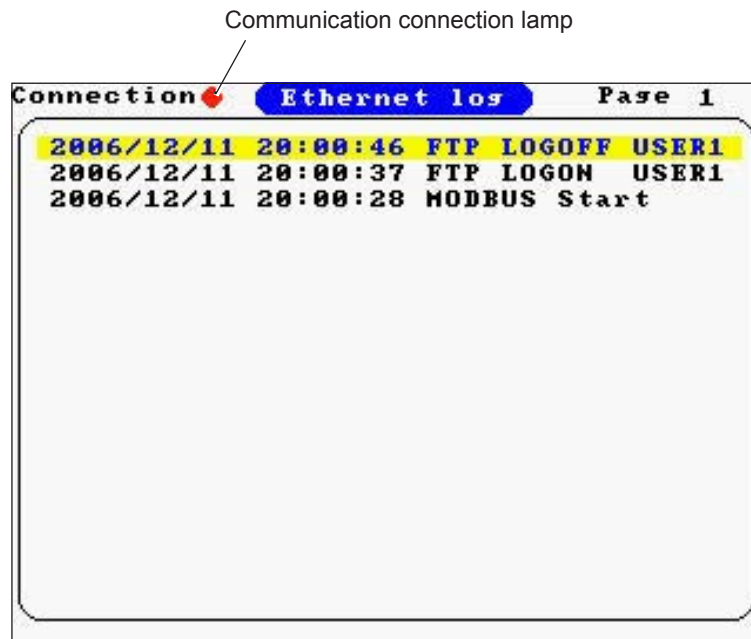 Communication connection lamp
Connection Ethernet log Page 1
2006/12/11 20:00:46 FTP LOGOFF USER1
2006/12/11 20:00:37 FTP LOGON USER1
2006/12/11 20:00:28 MODBUS Start